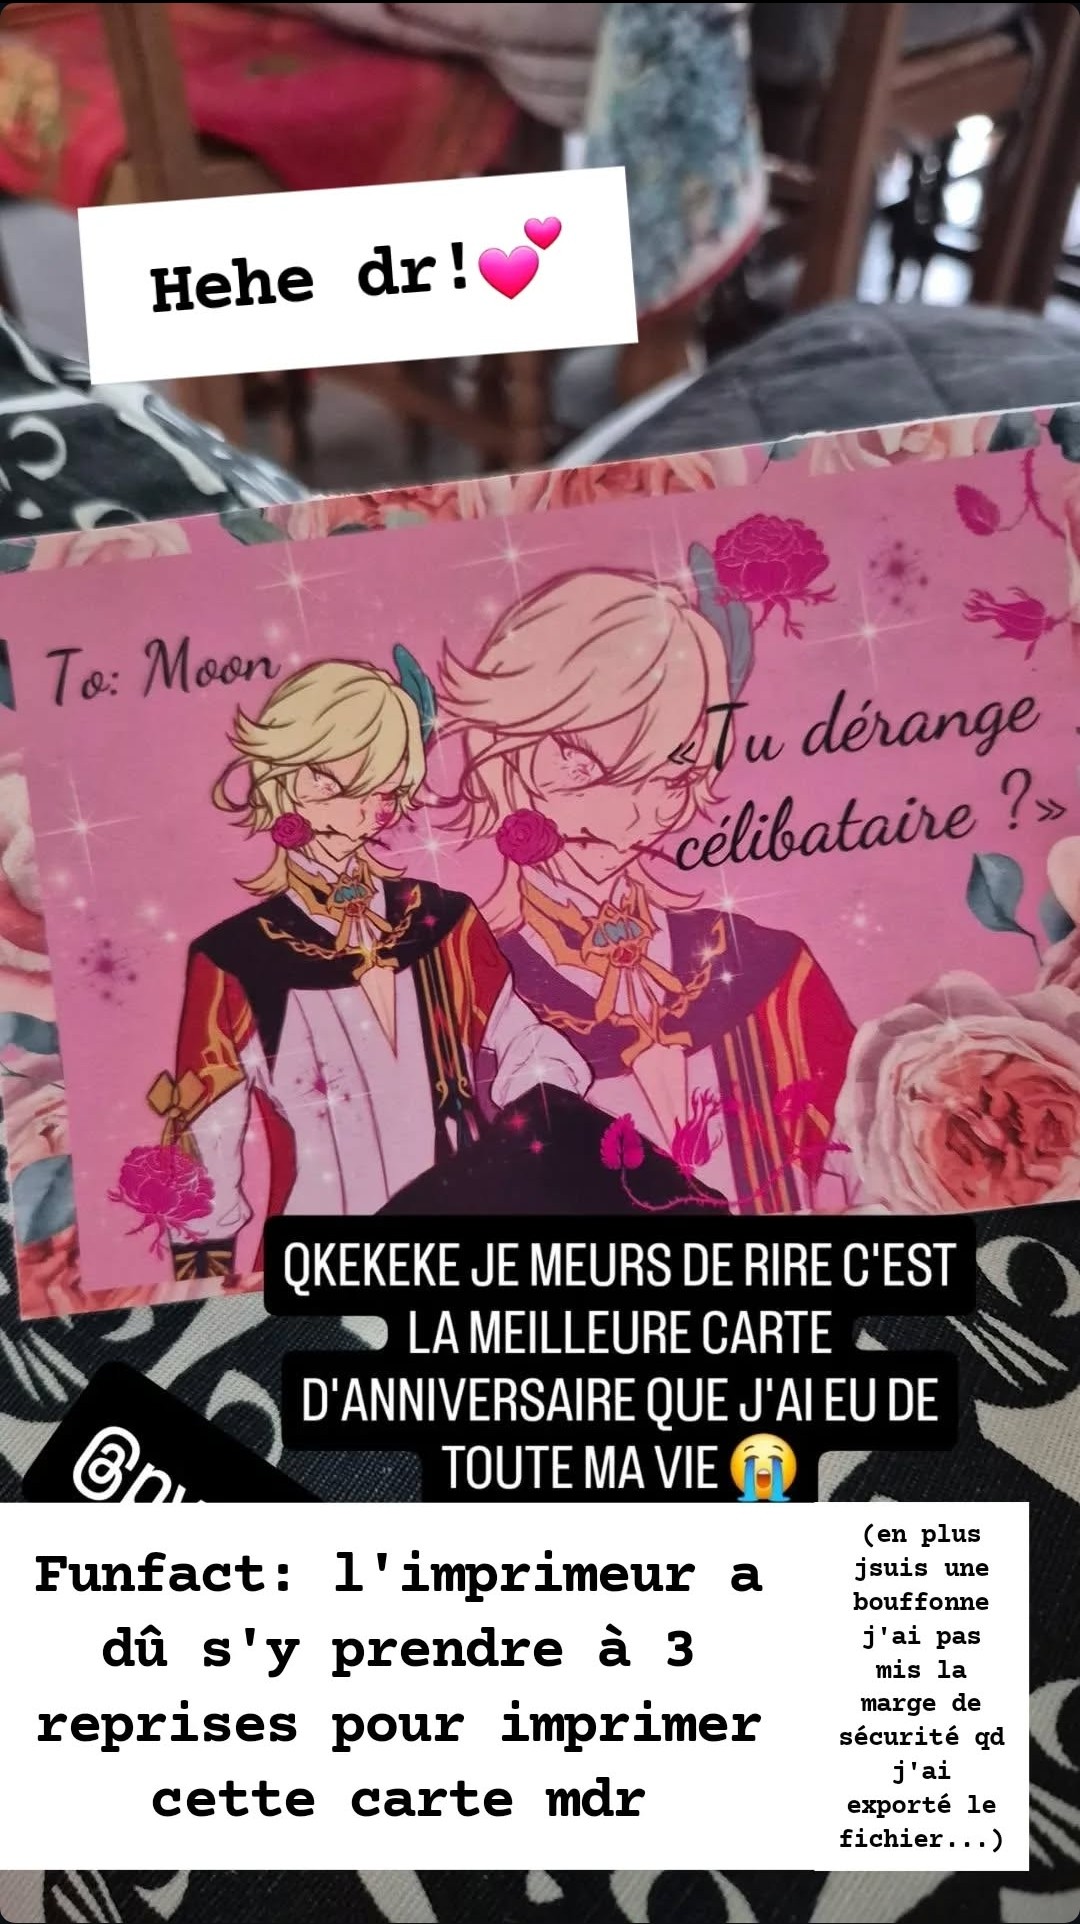 Hehe dr!💕
To: Moon
«Tu dérange
célibataire ?»
QKEKEKE JE MEURS DE RIRE C'EST
LA MEILLEURE CARTE
D'ANNIVERSAIRE QUE J'AI EU DE
TOUTE MA VIE 😭
Funfact: l'imprimeur a
dû s'y prendre à 3
reprises pour imprimer
cette carte mdr
(en plus
jsuis une
bouffonne
j'ai pas
mis la
marge de
sécurité qd
j'ai
exporté le
fichier...)